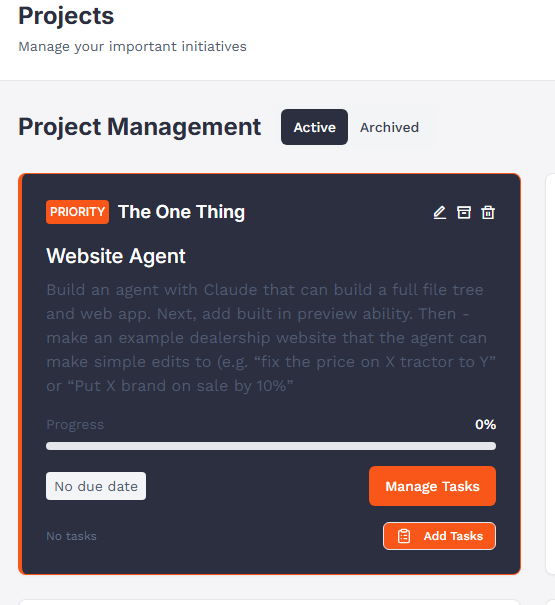 Projects
Manage your important initiatives
Project Management
Active
Archived
PRIORITY
The One Thing
Website Agent
Build an agent with Claude that can build a full file tree
and web app. Next, add built in preview ability. Then -
make an example dealership website that the agent can
make simple edits to (e.g. “fix the price on X tractor to Y”
or “Put X brand on sale by 10%”
Progress
0%
No due date
Manage Tasks
No tasks
Add Tasks